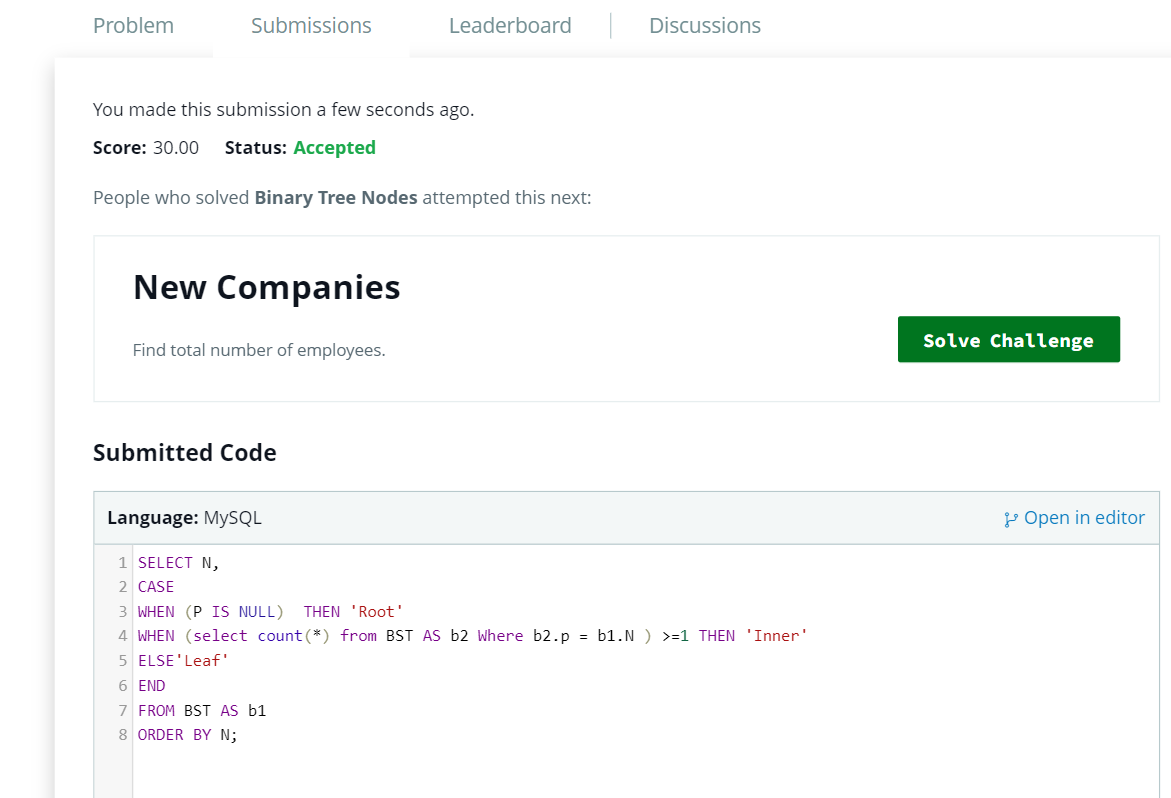 Problem Submissions Leaderboard Discussions
You made this submission a few seconds ago.
Score: 30.00 Status: Accepted
People who solved Binary Tree Nodes attempted this next:
New Companies
Find total number of employees.
Solve Challenge
Submitted Code
Language: MySQL Open in editor
1 SELECT N,
2 CASE
3 WHEN (P IS NULL)  THEN 'Root'
4 WHEN (select count(*) from BST AS b2 Where b2.p = b1.N ) >=1 THEN 'Inner'
5 ELSE'Leaf'
6 END
7 FROM BST AS b1
8 ORDER BY N;